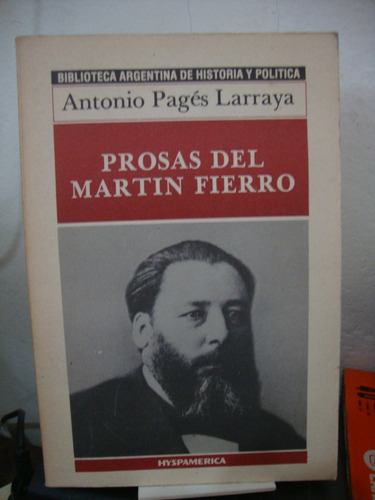 BIBLIOTECA ARGENTINA DE HISTORIA Y POLITICA
Antonio Pagés Larraya
PROSAS DEL
MARTIN FIERRO
HYSPAMERICA